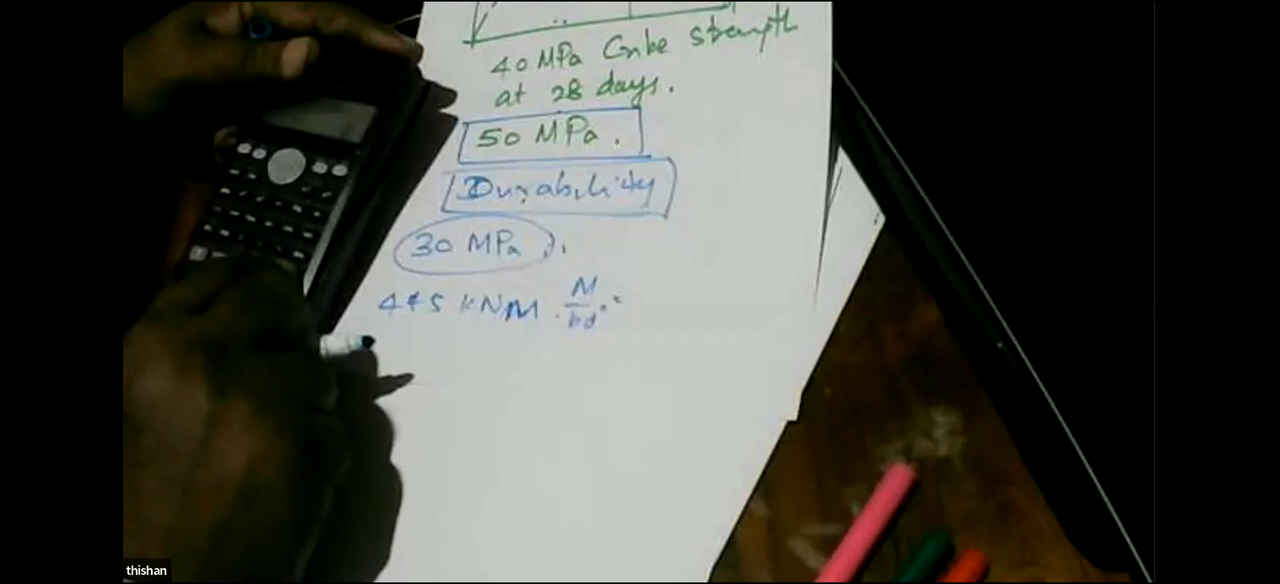 40 MPa Cube strength
at 28 days.
50 MPa.
Durability
30 MPa).
445 kNM. M/bd²
thishan